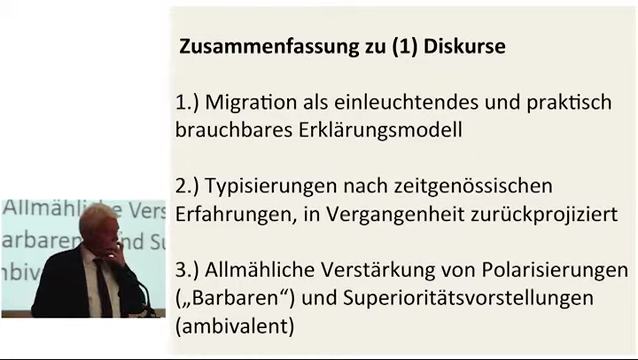 Zusammenfassung zu (1) Diskurse
1.) Migration als einleuchtendes und praktisch
brauchbares Erklärungsmodell
2.) Typisierungen nach zeitgenössischen
Erfahrungen, in Vergangenheit zurückprojiziert
3.) Allmähliche Verstärkung von Polarisierungen
(„Barbaren“) und Superioritätsvorstellungen
(ambivalent)
Allmähliche Vers
arbaren und Su
ambiv